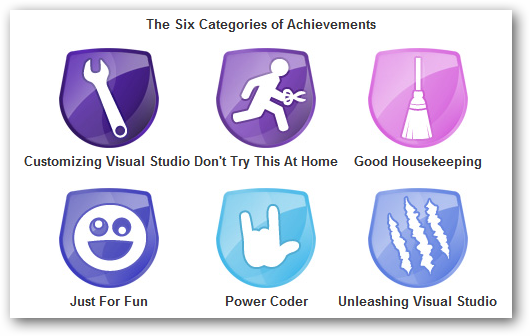 The Six Categories of Achievements
Customizing Visual Studio Don't Try This At Home Good Housekeeping
Just For Fun Power Coder Unleashing Visual Studio